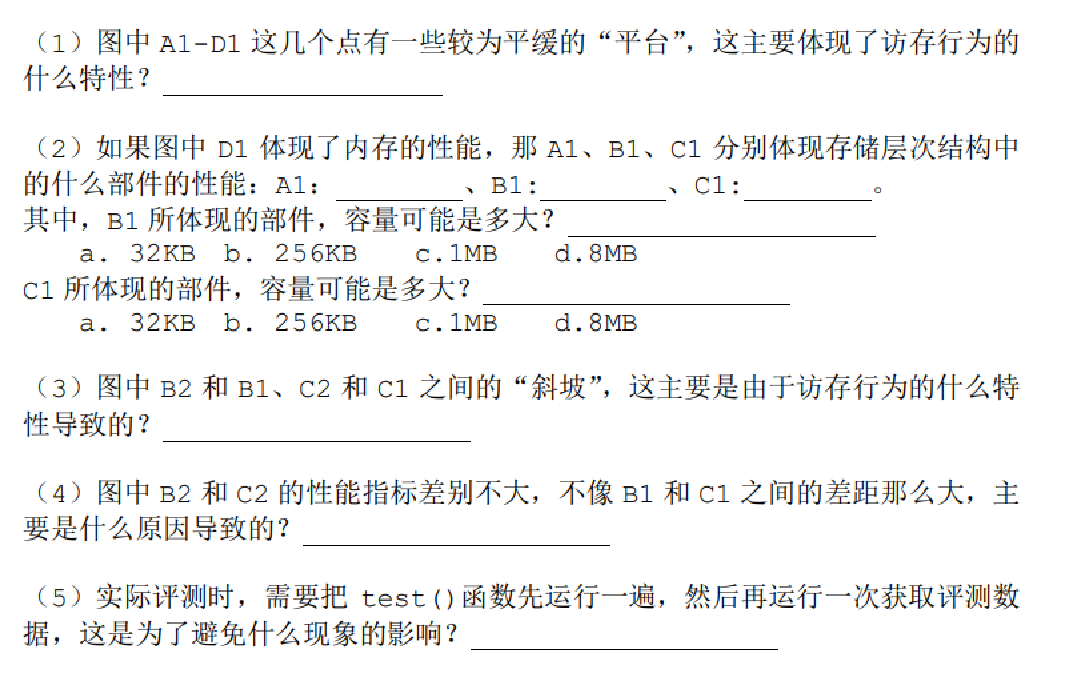 （1）图中 A1-D1 这几个点有一些较为平缓的“平台”，这主要体现了访存行为的
什么特性？
（2）如果图中 D1 体现了内存的性能，那 A1、B1、C1 分别体现存储层次结构中
的什么部件的性能：A1： 、B1： 、C1： 。
其中，B1 所体现的部件，容量可能是多大？
a. 32KB b. 256KB c.1MB d.8MB
C1 所体现的部件，容量可能是多大？
a. 32KB b. 256KB c.1MB d.8MB
（3）图中 B2 和 B1、C2 和 C1 之间的“斜坡”，这主要是由于访存行为的什么特
性导致的？
（4）图中 B2 和 C2 的性能指标差别不大，不像 B1 和 C1 之间的差距那么大，主
要是什么原因导致的？
（5）实际评测时，需要把 test()函数先运行一遍，然后再运行一次获取评测数
据，这是为了避免什么现象的影响？